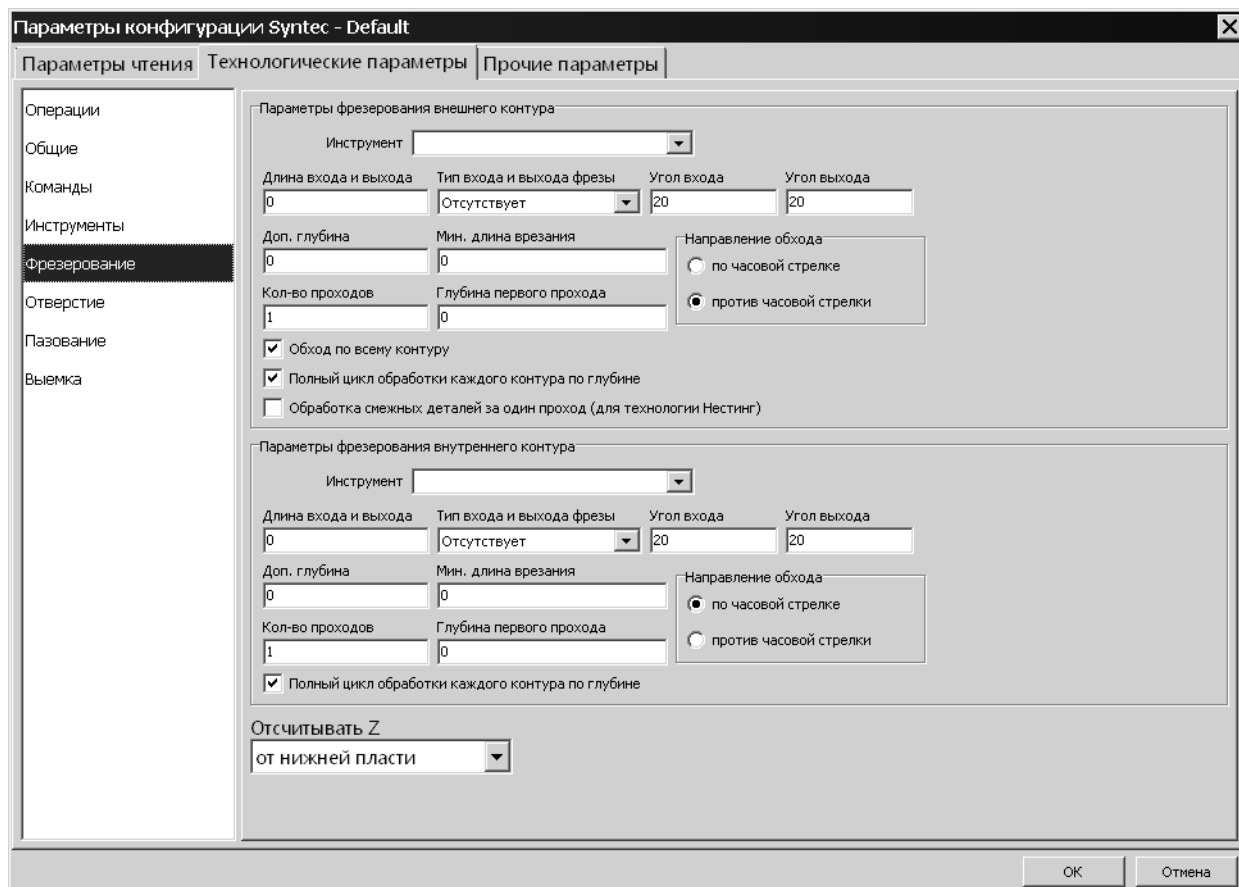 Параметры конфигурации Syntec - Default
Параметры чтения Технологические параметры Прочие параметры
Операции
Общие
Команды
Инструменты
Фрезерование
Отверстие
Пазование
Выемка
Параметры фрезерования внешнего контура
Инструмент
Длина входа и выхода Тип входа и выхода фрезы Угол входа Угол выхода
0 Отсутствует 20 20
Доп. глубина Мин. длина врезания Направление обхода
0 0 по часовой стрелке
Кол-во проходов Глубина первого прохода против часовой стрелки
1 0
Обход по всему контуру
Полный цикл обработки каждого контура по глубине
Обработка смежных деталей за один проход (для технологии Нестинг)
Параметры фрезерования внутреннего контура
Инструмент
Длина входа и выхода Тип входа и выхода фрезы Угол входа Угол выхода
0 Отсутствует 20 20
Доп. глубина Мин. длина врезания Направление обхода
0 0 по часовой стрелке
Кол-во проходов Глубина первого прохода против часовой стрелки
1 0
Полный цикл обработки каждого контура по глубине
Отсчитывать Z
от нижней пласти
ОК Отмена